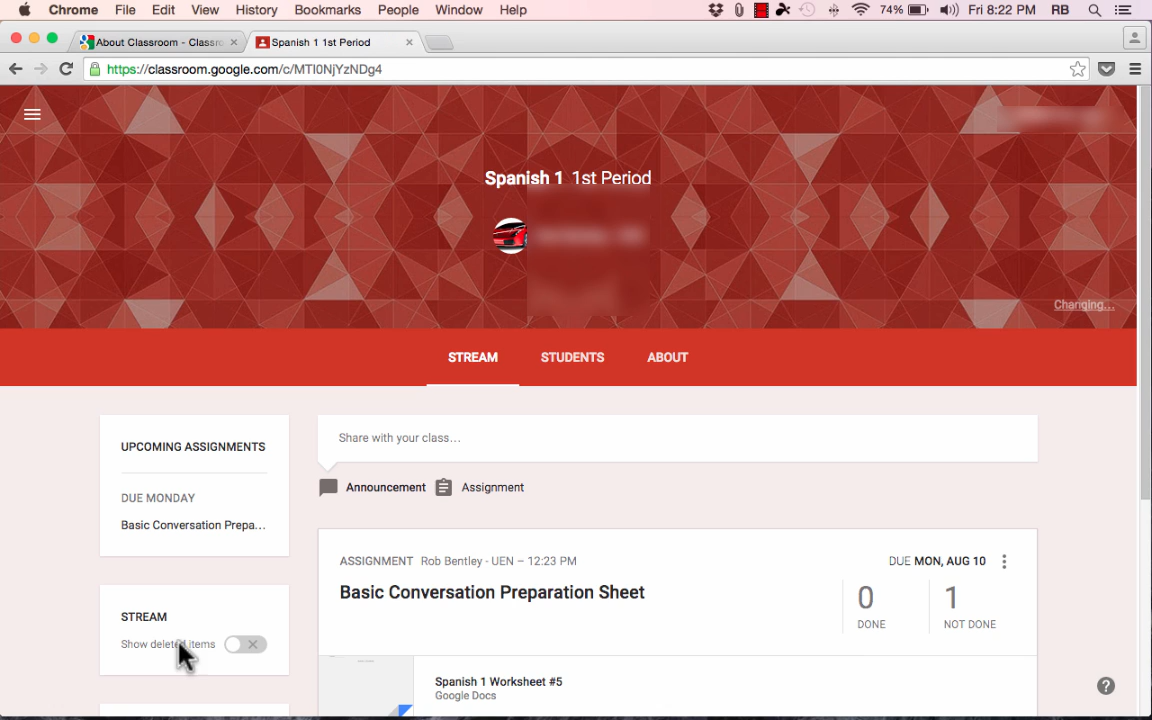 Chrome File Edit View History Bookmarks People Window Help 74% Fri 8:22 PM RB
About Classroom - Classro
Spanish 1 1st Period
https://classroom.google.com/c/MTI0NjYzNDg4
Spanish 1 1st Period
Changing...
STREAM STUDENTS ABOUT
UPCOMING ASSIGNMENTS
DUE MONDAY
Basic Conversation Prepa...
STREAM
Show deleted items
Share with your class...
Announcement Assignment
ASSIGNMENT Rob Bentley - UEN – 12:23 PM DUE MON, AUG 10
Basic Conversation Preparation Sheet
0 1
DONE NOT DONE
Spanish 1 Worksheet #5
Google Docs